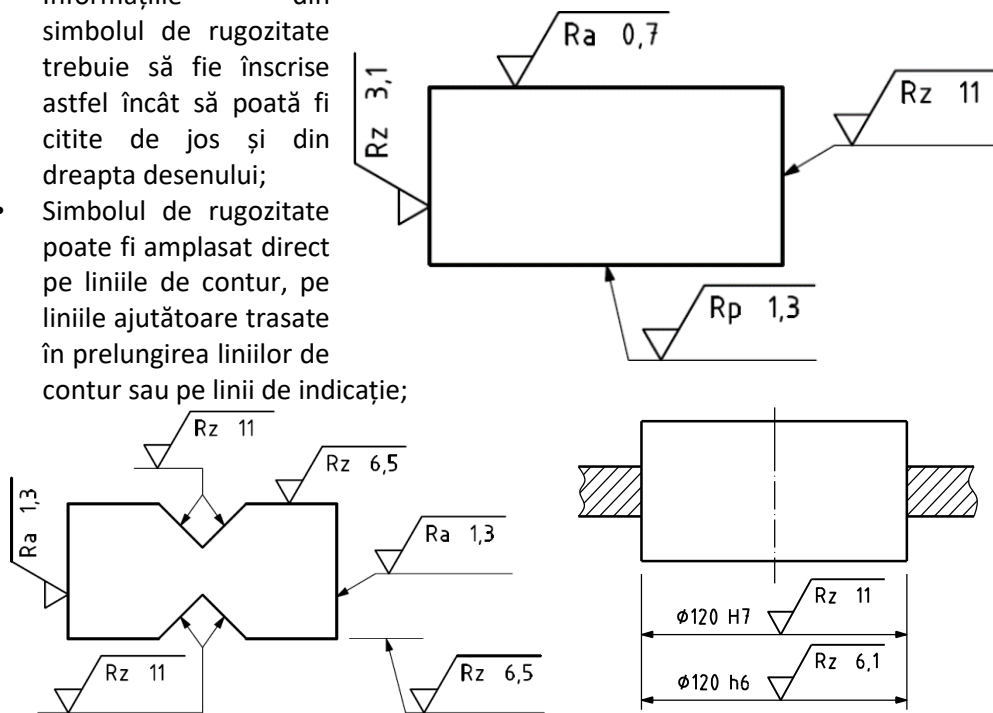 informațiile din
simbolul de rugozitate
trebuie să fie înscrise
astfel încât să poată fi
citite de jos și din
dreapta desenului;
• Simbolul de rugozitate
poate fi amplasat direct
pe liniile de contur, pe
liniile ajutătoare trasate
în prelungirea liniilor de
contur sau pe linii de indicație;
Ra 0,7
Rz 3,1
Rz 11
Rp 1,3
Rz 11
Rz 6,5
Ra 1,3
Ra 1,3
Rz 11
Rz 6,5
ø120 H7 Rz 11
ø120 h6 Rz 6,1